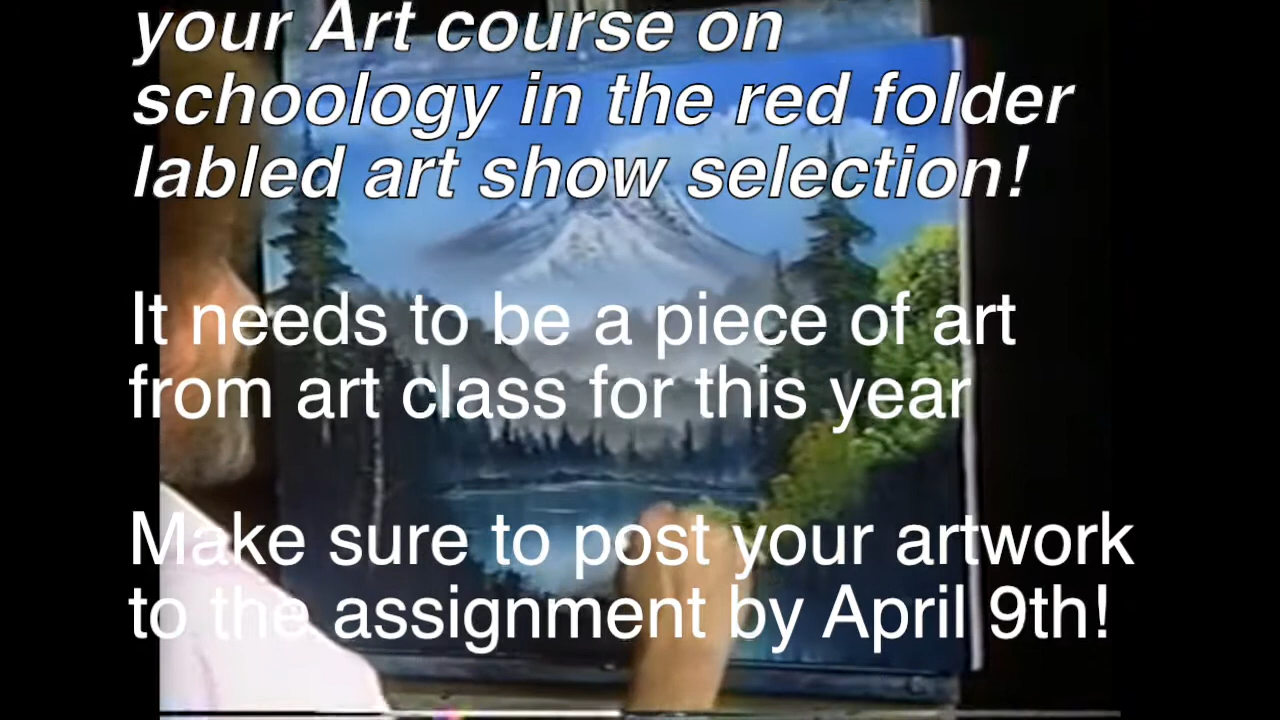 your Art course on
schoology in the red folder
labled art show selection!
It needs to be a piece of art
from art class for this year
Make sure to post your artwork
to the assignment by April 9th!